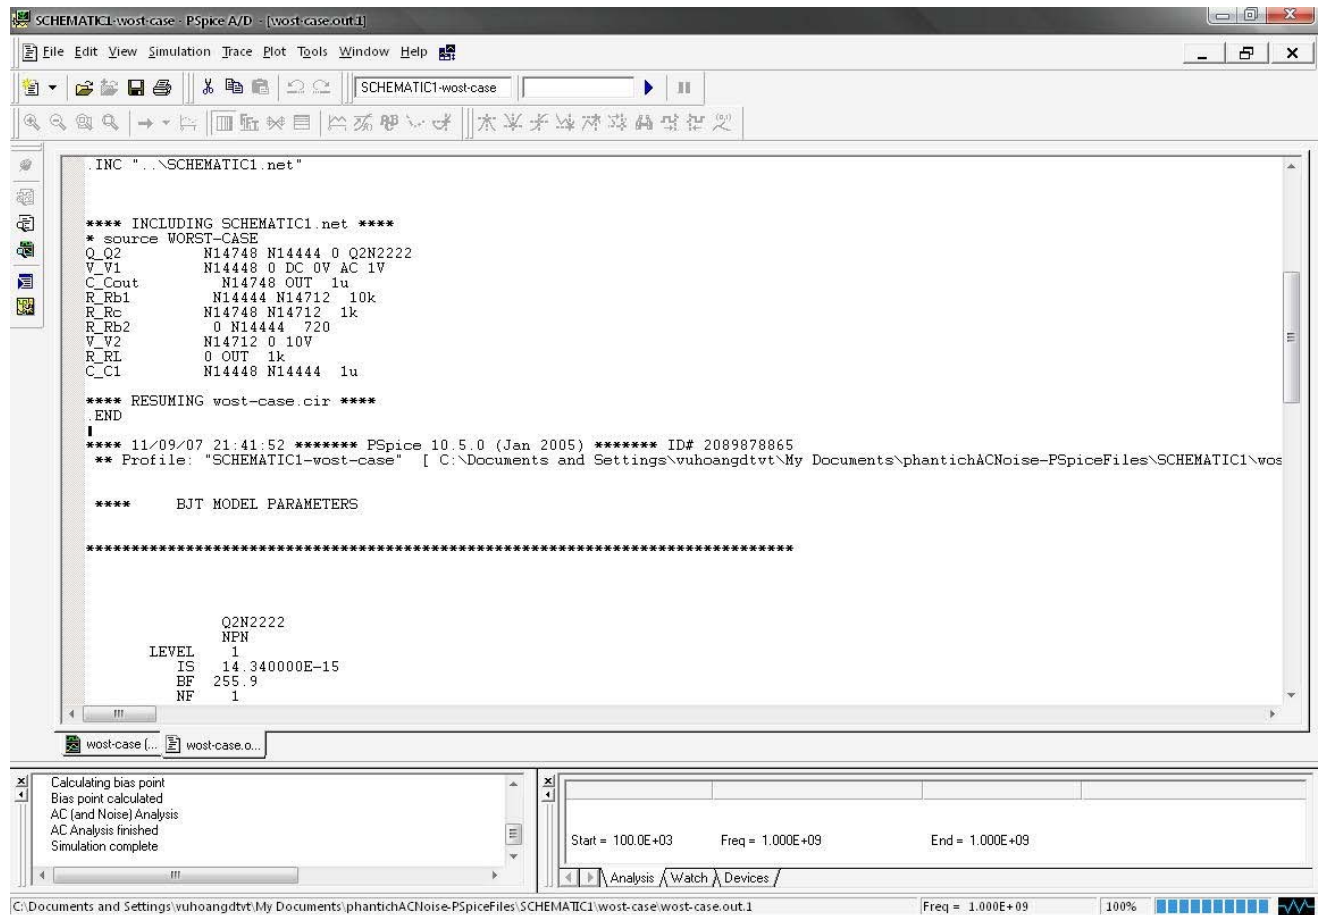 SCHEMATIC1-wost-case - PSpice A/D - [wost-case.out.1]
File Edit View Simulation Trace Plot Tools Window Help
SCHEMATIC1-wost-case
.INC "..\SCHEMATIC1.net"
**** INCLUDING SCHEMATIC1.net ****
* source WORST-CASE
Q_Q2 N14748 N14444 0 Q2N2222
V_V1 N14448 0 DC 0V AC 1V
C_Cout N14748 OUT 1u
R_Rb1 N14444 N14712 10k
R_Rc N14748 N14712 1k
R_Rb2 0 N14444 720
V_V2 N14712 0 10V
R_RL 0 OUT 1k
C_C1 N14448 N14444 1u
**** RESUMING wost-case.cir ****
.END
**** 11/09/07 21:41:52 ******* PSpice 10.5.0 (Jan 2005) ******* ID# 2089878865
** Profile: "SCHEMATIC1-wost-case" [ C:\Documents and Settings\vuhoangdtvt\My Documents\phantichACNoise-PSpiceFiles\SCHEMATIC1\wos
**** BJT MODEL PARAMETERS
******************************************************************************
Q2N2222
NPN
LEVEL 1
IS 14.340000E-15
BF 255.9
NF 1
wost-case (... wost-case.o...
Calculating bias point
Bias point calculated
AC (and Noise) Analysis
AC Analysis finished
Simulation complete
Start = 100.0E+03 Freq = 1.000E+09 End = 1.000E+09
Analysis Watch Devices
C:\Documents and Settings\vuhoangdtvt\My Documents\phantichACNoise-PSpiceFiles\SCHEMATIC1\wost-case\wost-case.out.1 Freq = 1.000E+09 100%